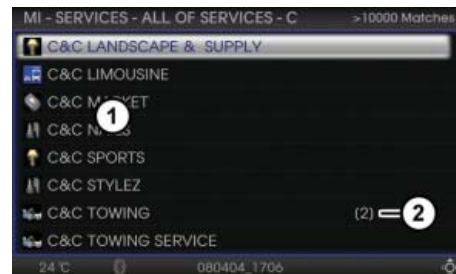 MI - SERVICES - ALL OF SERVICES - C >10000 Matches
C&C LANDSCAPE & SUPPLY
C&C LIMOUSINE
C&C MARKET
1
C&C
C&C SPORTS
C&C STYLEZ
C&C TOWING (2) 2
C&C TOWING SERVICE
24°C 080404_1706